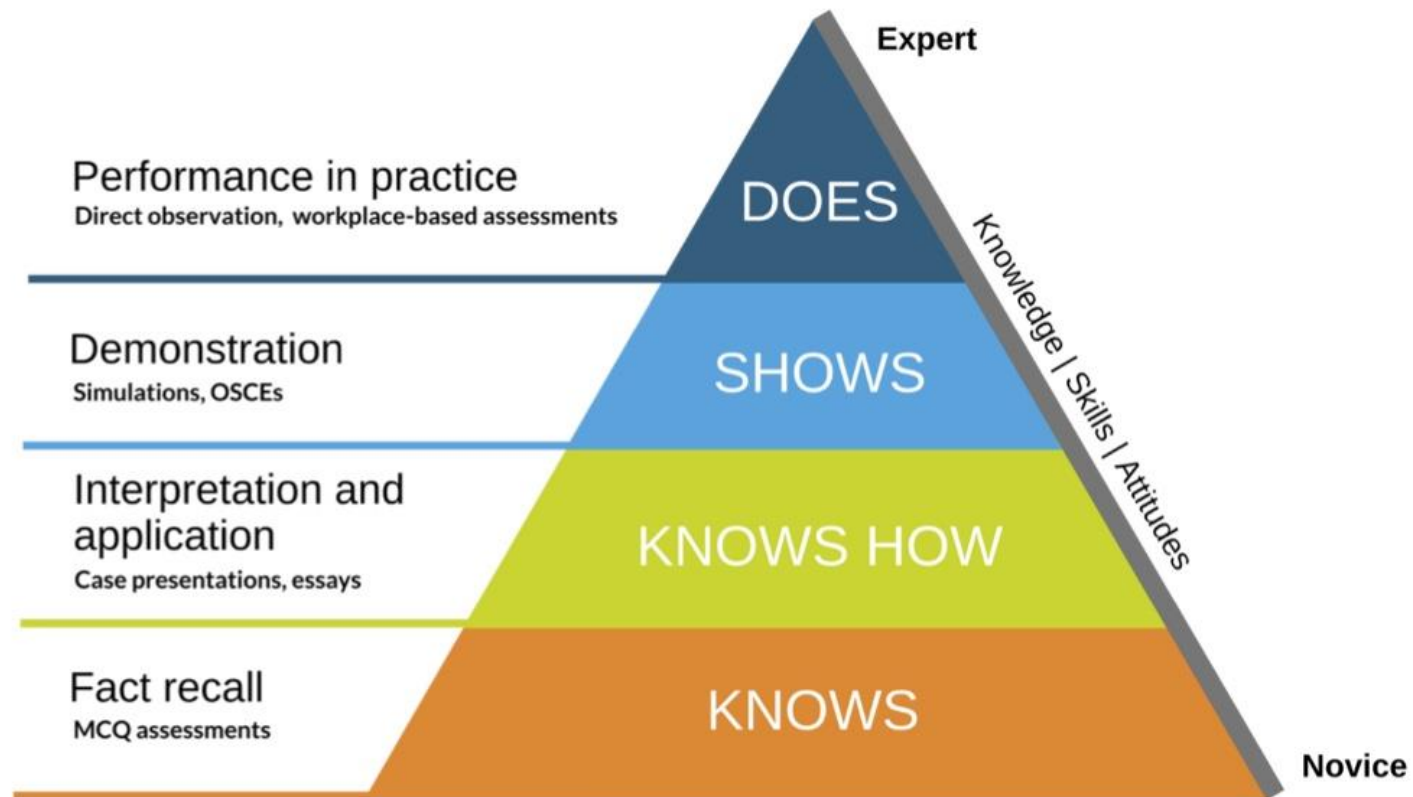 Expert
Performance in practice
Direct observation, workplace-based assessments
DOES
Knowledge | Skills | Attitudes
Demonstration
Simulations, OSCEs
SHOWS
Interpretation and
application
Case presentations, essays
KNOWS HOW
Fact recall
MCQ assessments
KNOWS
Novice